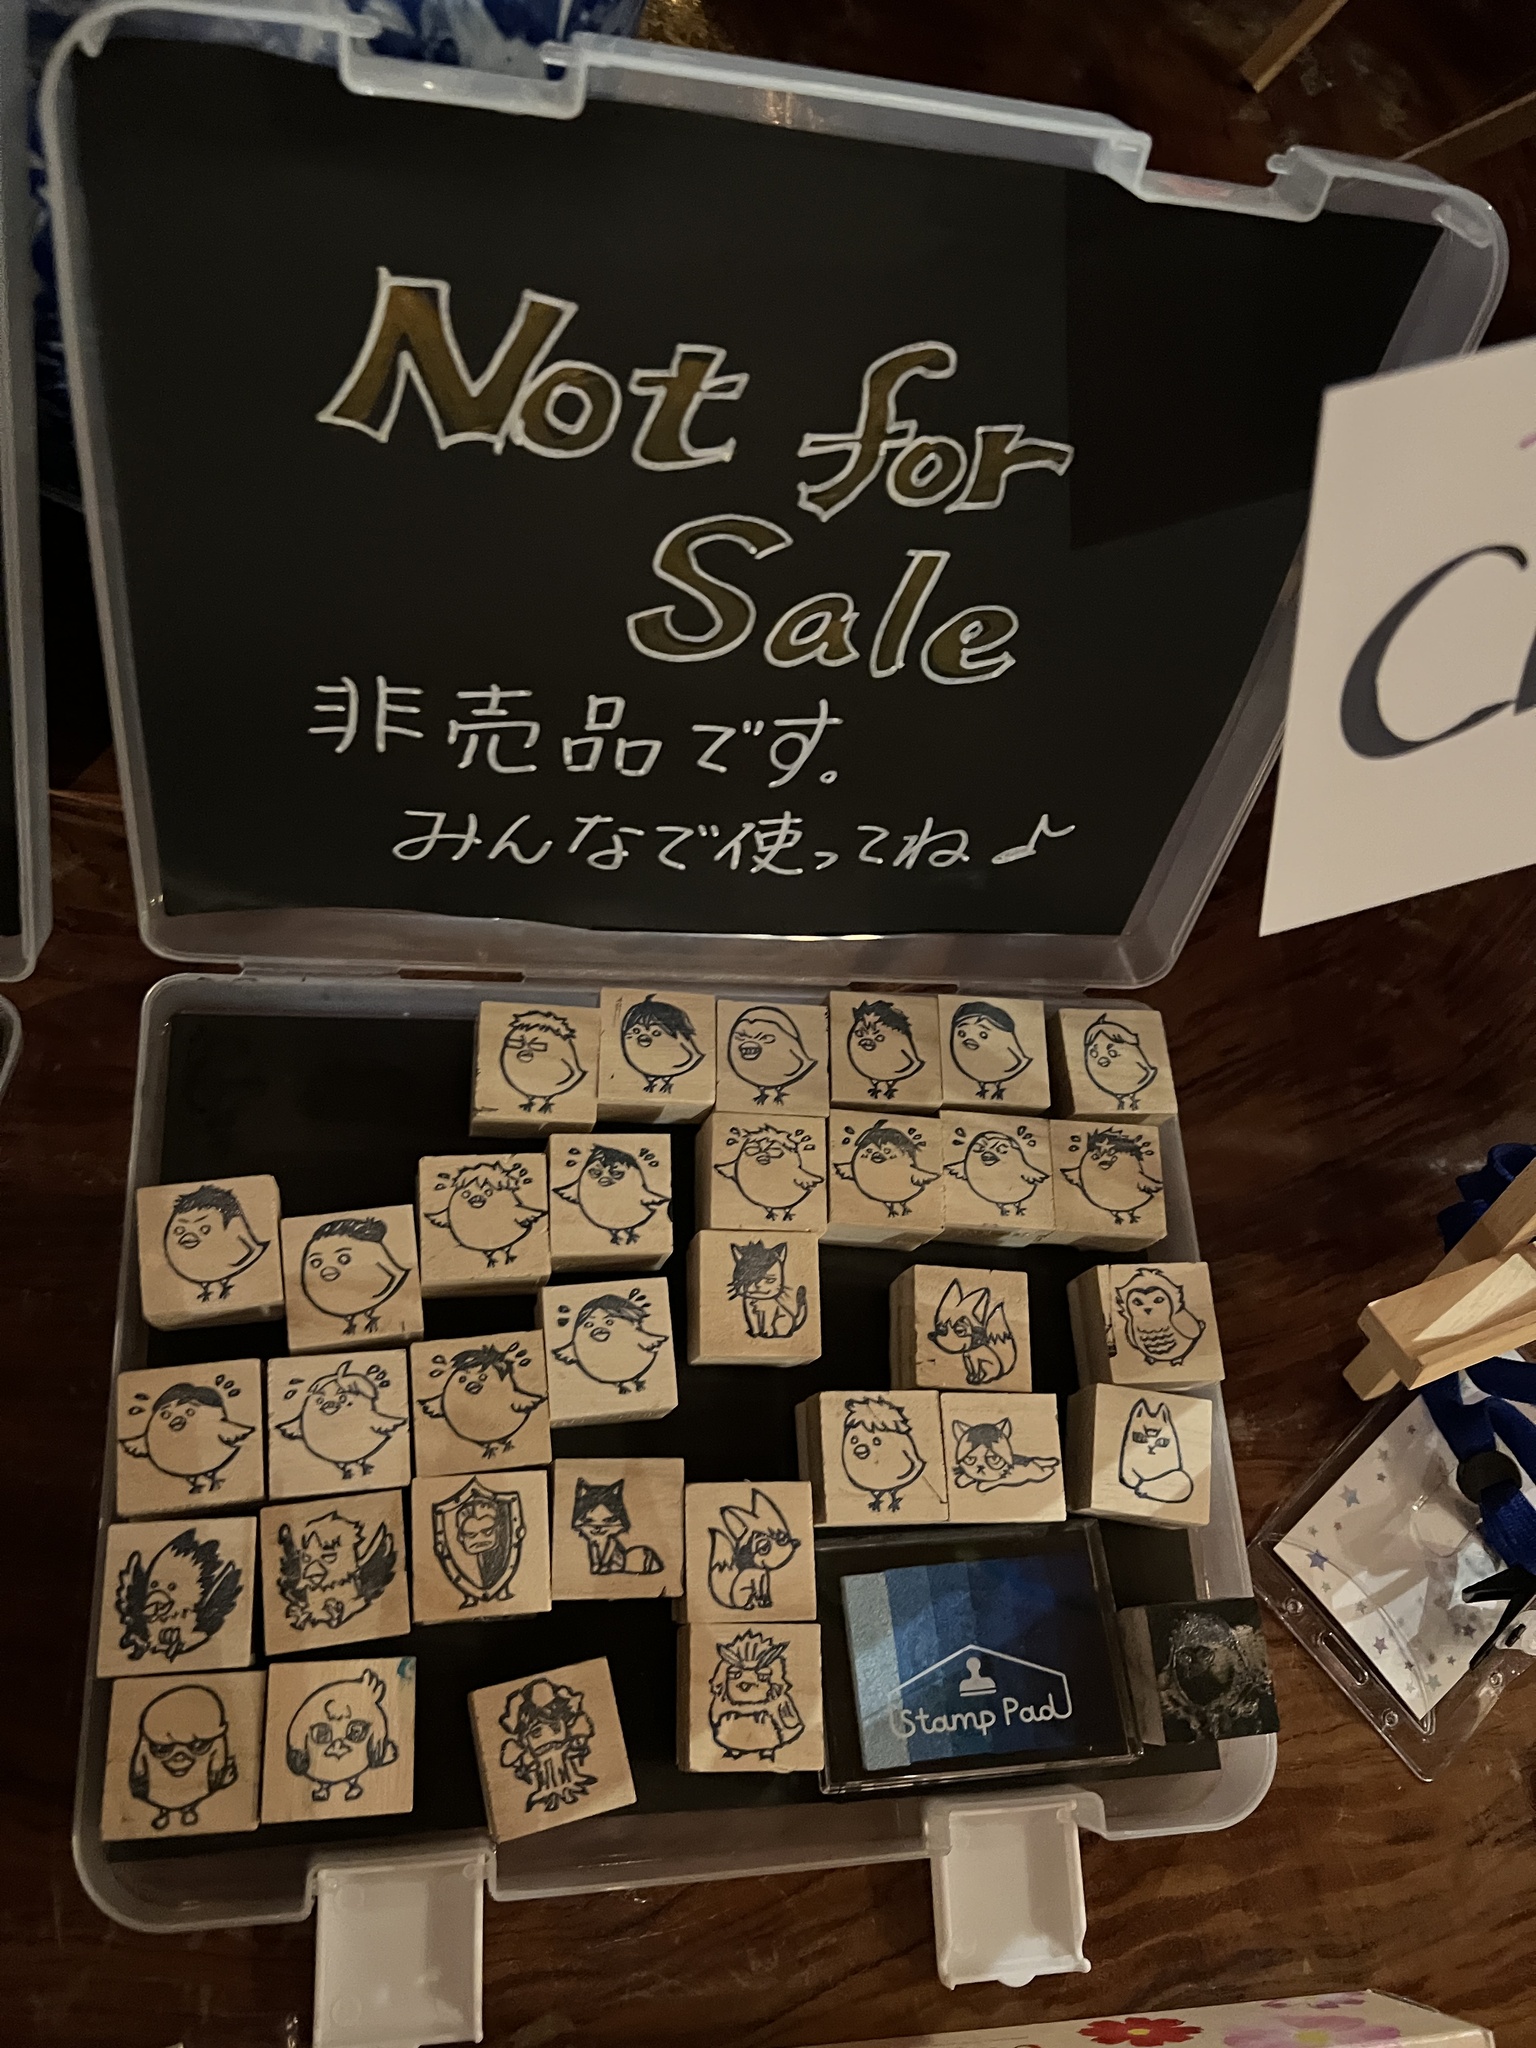 Not for
Sale
非売品です。
みんなで使ってね♪
Stamp Pad